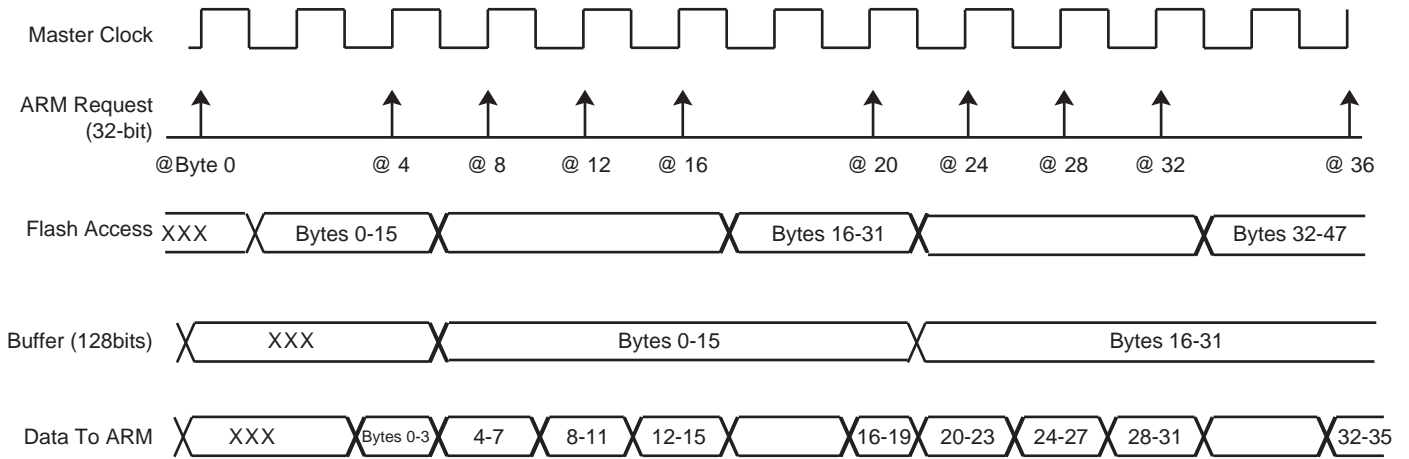 Master Clock
ARM Request
(32-bit)
@Byte 0 @ 4 @ 8 @ 12 @ 16 @ 20 @ 24 @ 28 @ 32 @ 36
Flash Access XXX Bytes 0-15 Bytes 16-31 Bytes 32-47
Buffer (128bits) XXX Bytes 0-15 Bytes 16-31
Data To ARM XXX Bytes 0-3 4-7 8-11 12-15 16-19 20-23 24-27 28-31 32-35